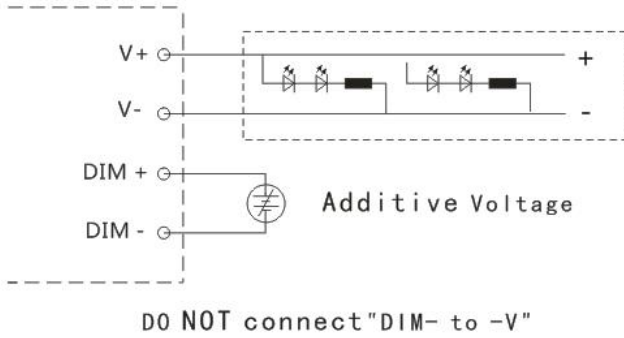 V+
+
V-
-
DIM +
Additive Voltage
DIM -
DO NOT connect"DIM- to -V"